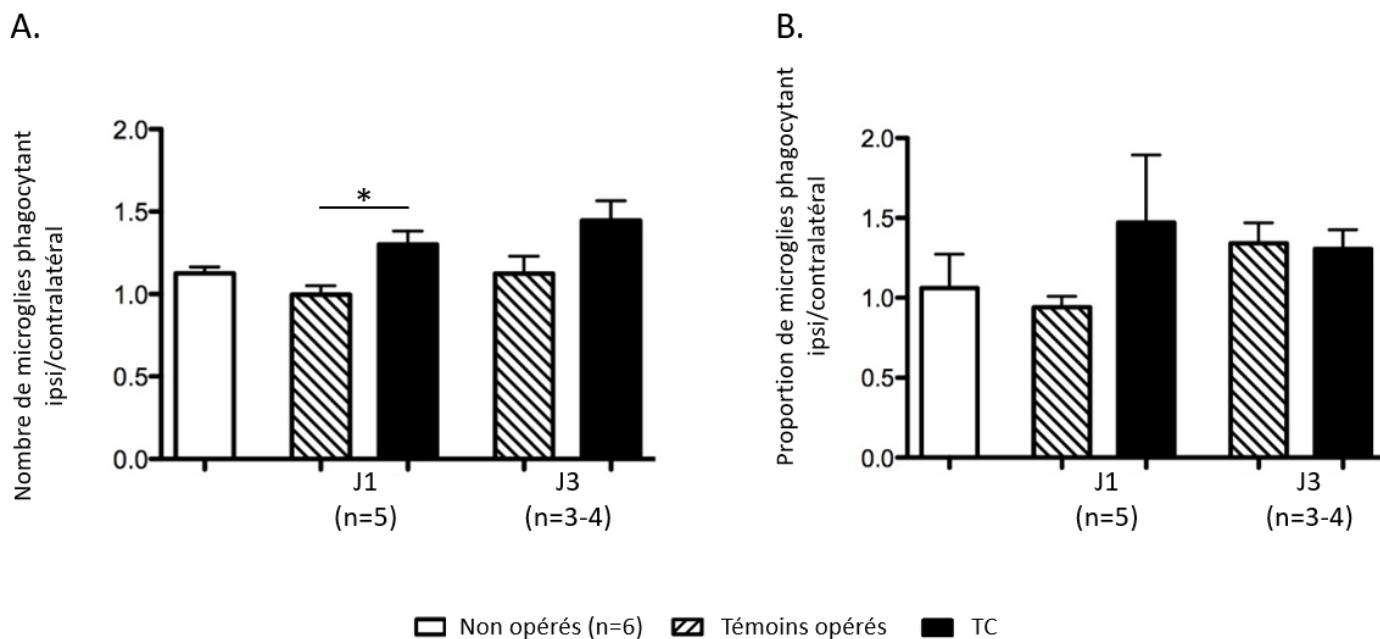 A.
Nombre de microglies phagocytant
ipsi/contralatéral
2.0
1.5
1.0
0.5
0.0
*
J1
(n=5)
J3
(n=3-4)
B.
Proportion de microglies phagocytant
ipsi/contralatéral
2.0
1.5
1.0
0.5
0.0
J1
(n=5)
J3
(n=3-4)
Non opérés (n=6) Témoins opérés TC